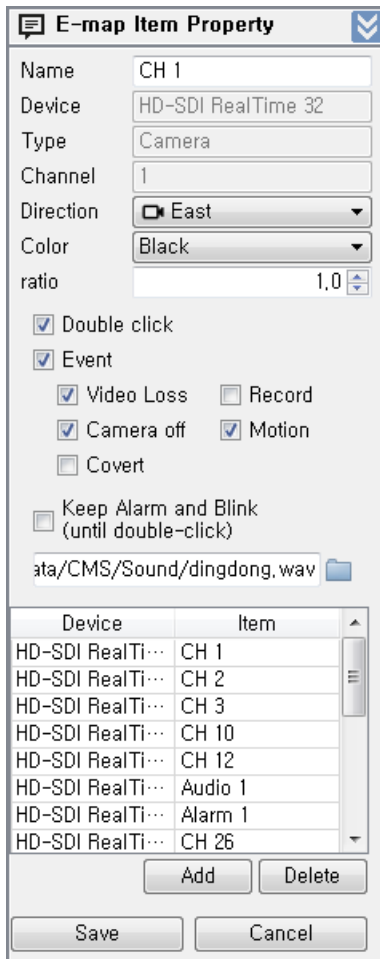 E-map Item Property
Name CH 1
Device HD-SDI RealTime 32
Type Camera
Channel 1
Direction East
Color Black
ratio 1,0
Double click
Event
Video Loss Record
Camera off Motion
Covert
Keep Alarm and Blink
(until double-click)
ata/CMS/Sound/dingdong,wav
Device Item
HD-SDI RealTi··· CH 1
HD-SDI RealTi··· CH 2
HD-SDI RealTi··· CH 3
HD-SDI RealTi··· CH 10
HD-SDI RealTi··· CH 12
HD-SDI RealTi··· Audio 1
HD-SDI RealTi··· Alarm 1
HD-SDI RealTi··· CH 26
Add Delete
Save Cancel